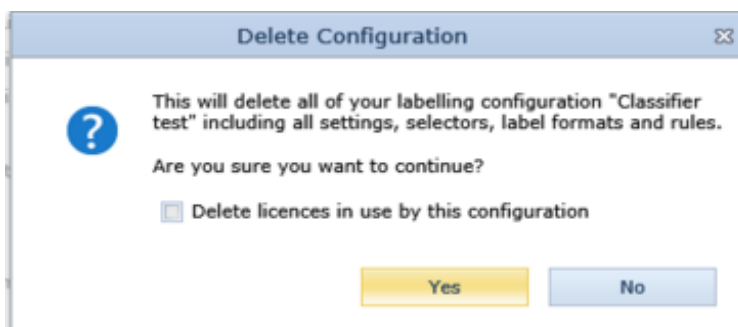 Delete Configuration
This will delete all of your labelling configuration "Classifier
test" including all settings, selectors, label formats and rules.
Are you sure you want to continue?
Delete licences in use by this configuration
Yes
No